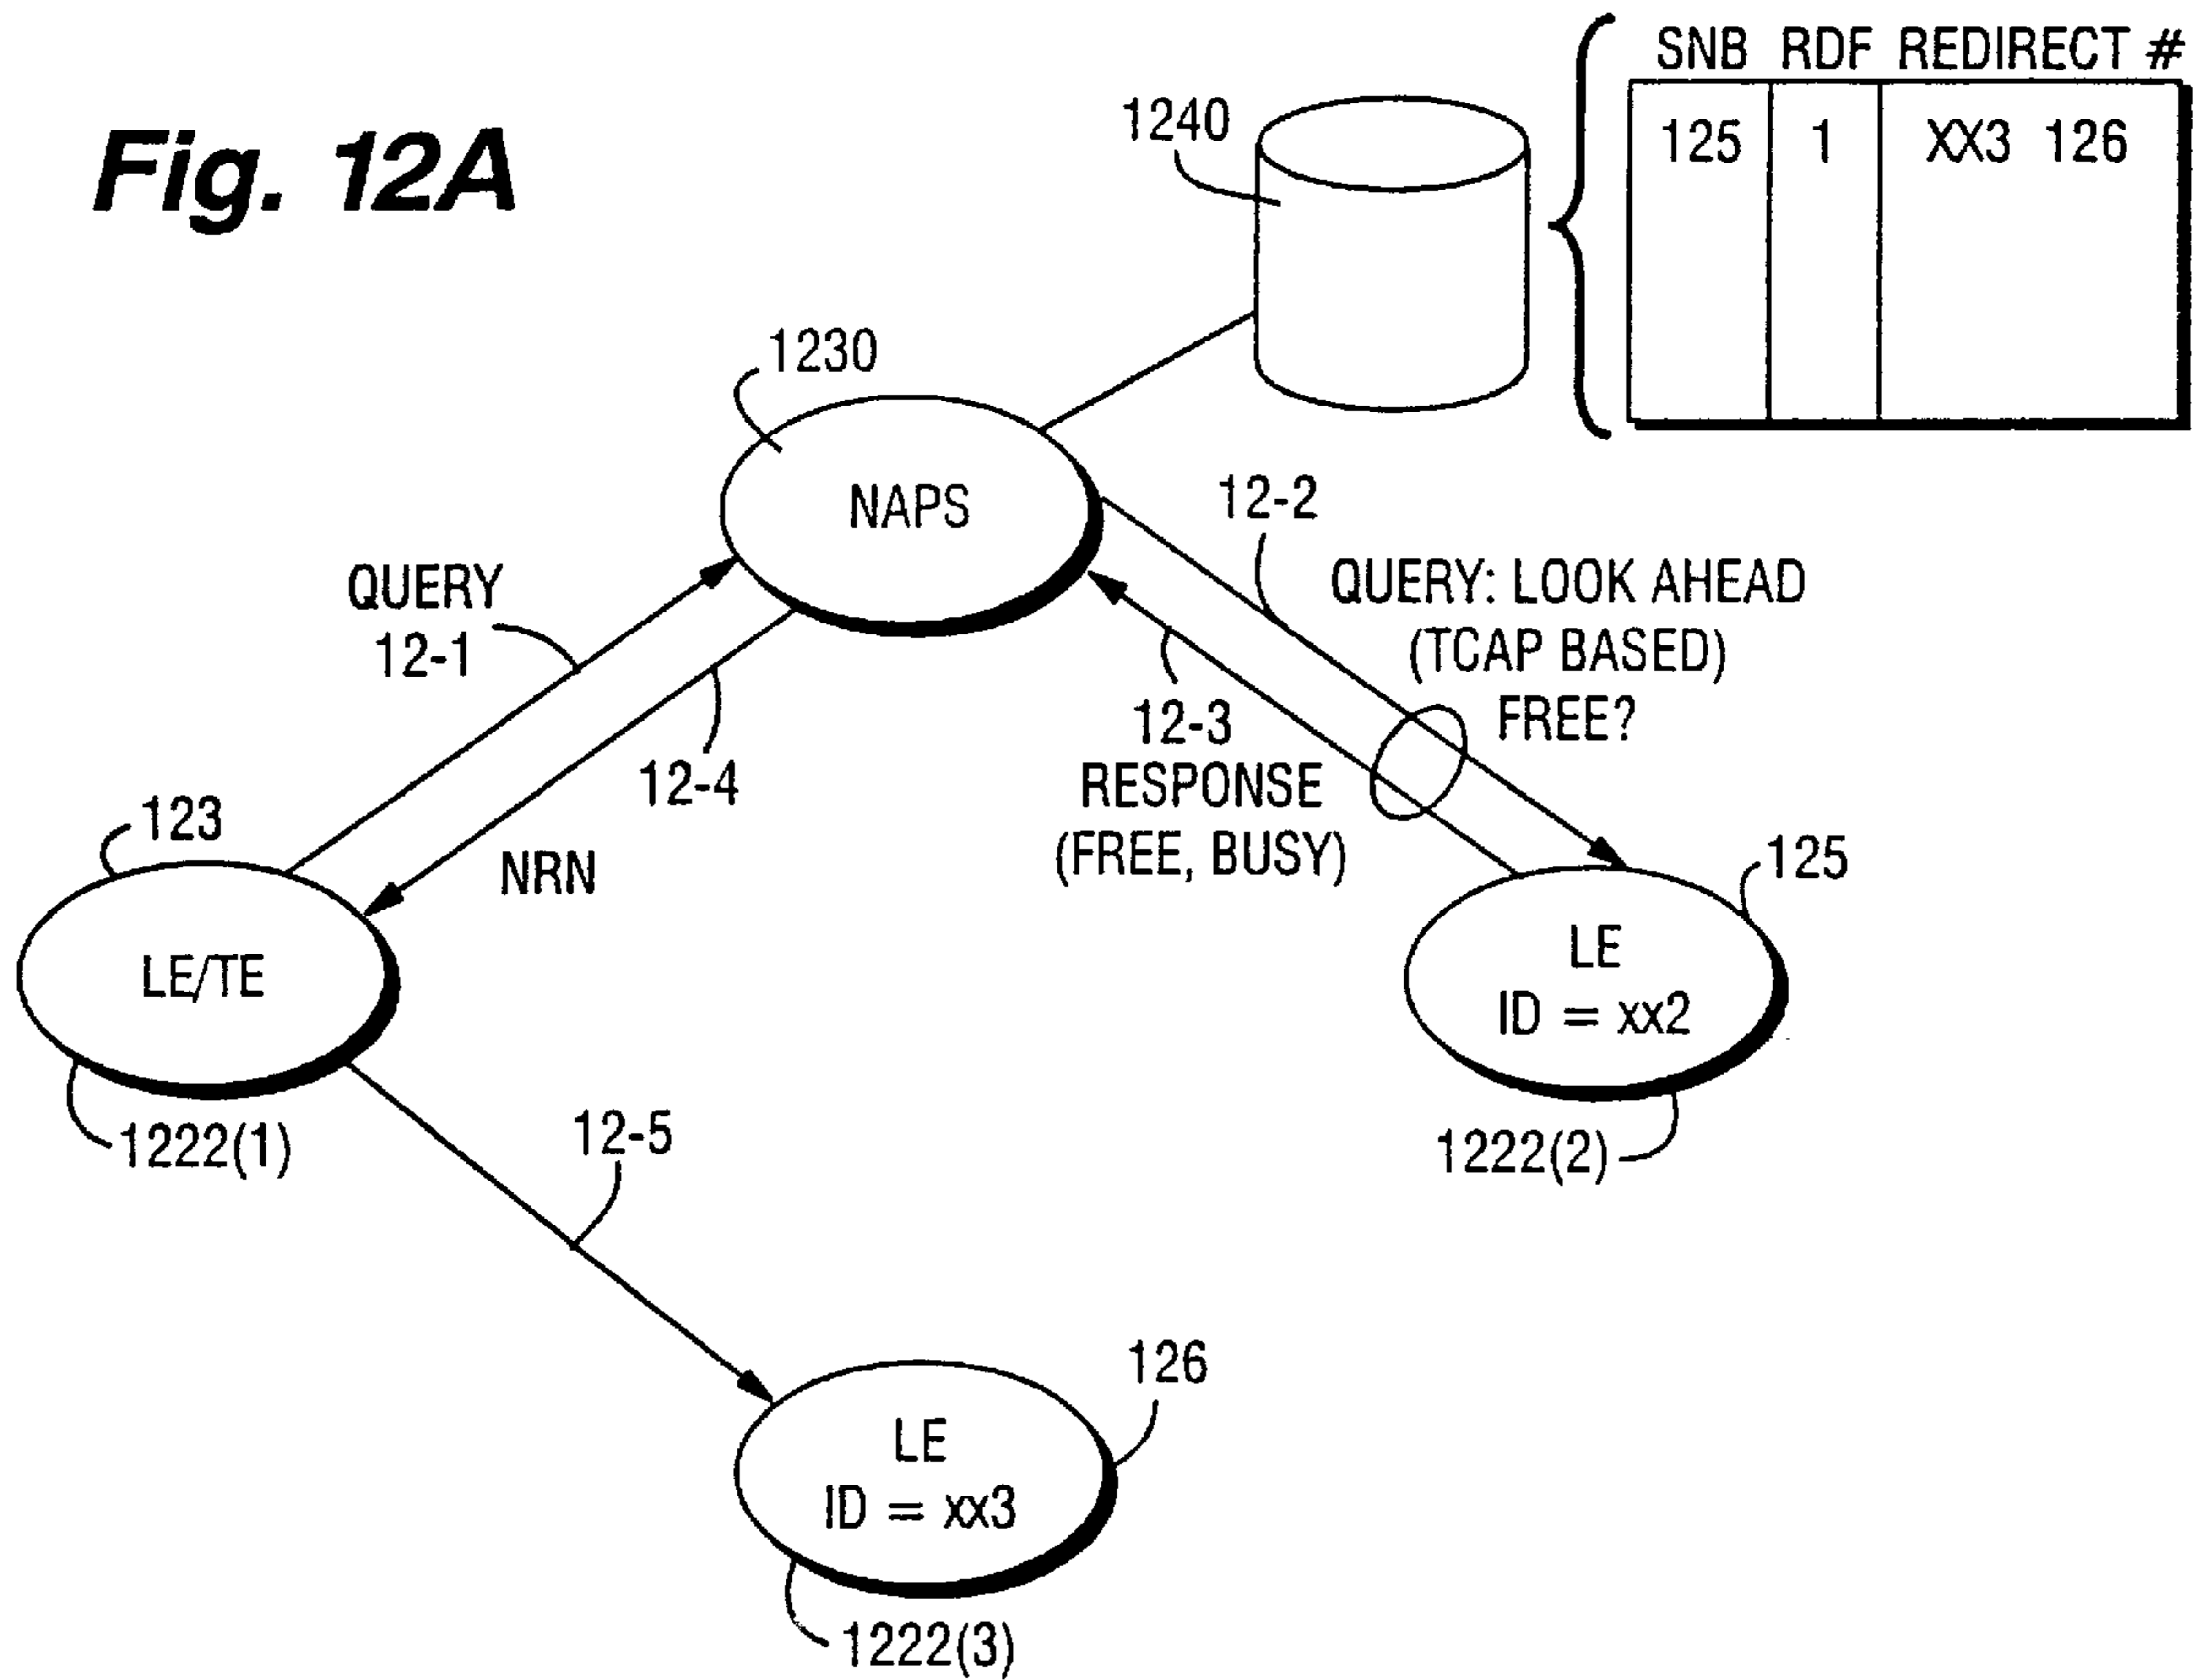 Fig. 12A
SNB RDF REDIRECT #
125 1 XX3 126
1240
1230
NAPS
12-2
QUERY: LOOK AHEAD
(TCAP BASED)
FREE?
QUERY
12-1
12-3
RESPONSE
(FREE, BUSY)
12-4
NRN
123
LE/TE
1222(1)
125
LE
ID = xx2
1222(2)
12-5
126
LE
ID = xx3
1222(3)